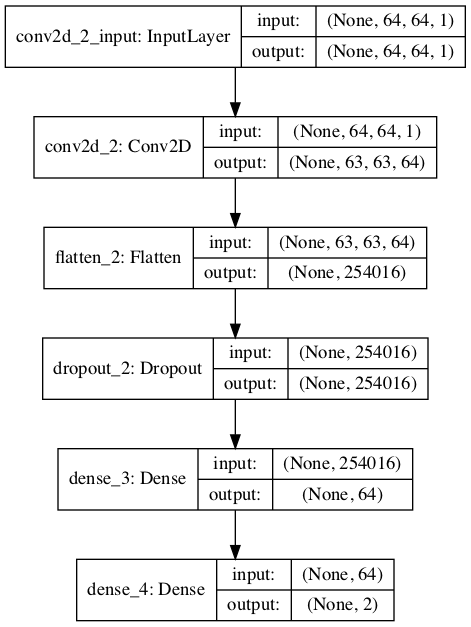 conv2d_2_input: InputLayer
input:
(None, 64, 64, 1)
output:
(None, 64, 64, 1)
conv2d_2: Conv2D
input:
(None, 64, 64, 1)
output:
(None, 63, 63, 64)
flatten_2: Flatten
input:
(None, 63, 63, 64)
output:
(None, 254016)
dropout_2: Dropout
input:
(None, 254016)
output:
(None, 254016)
dense_3: Dense
input:
(None, 254016)
output:
(None, 64)
dense_4: Dense
input:
(None, 64)
output:
(None, 2)